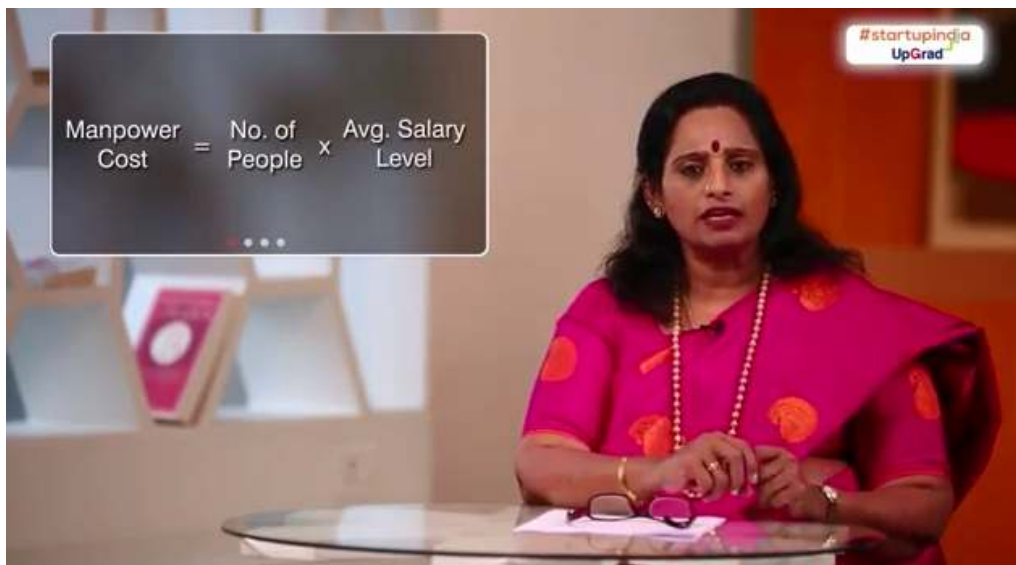 Manpower Cost = No. of People x Avg. Salary Level
#startupindia
UpGrad